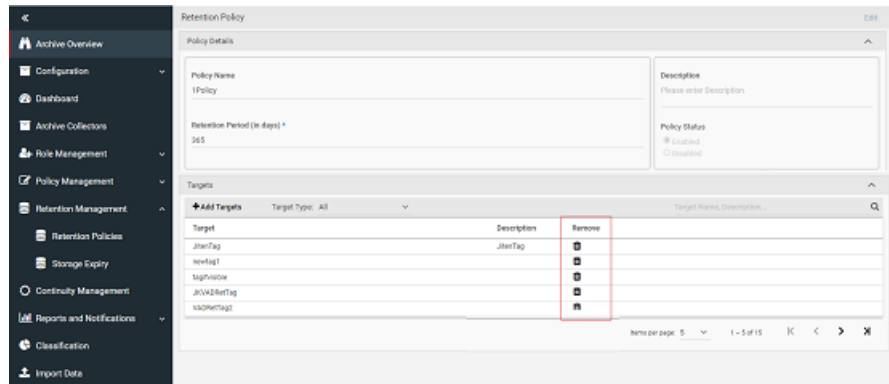 «
Archive Overview
Configuration
Dashboard
Archive Collectors
Role Management
Policy Management
Retention Management
Retention Policies
Storage Expiry
Continuity Management
Reports and Notifications
Classification
Import Data
Retention Policy
Edit
Policy Details
Policy Name
1Policy
Retention Period (in days) *
365
Description
Please enter Description
Policy Status
Enabled
Disabled
Targets
+Add Targets Target Type: All
Target Name, Description...
Target Description Remove
JitenTag JitenTag
newtag1
tagifvisible
JKVADRetTag
VADRetTag2
Items per page: 5 1 – 5 of 15